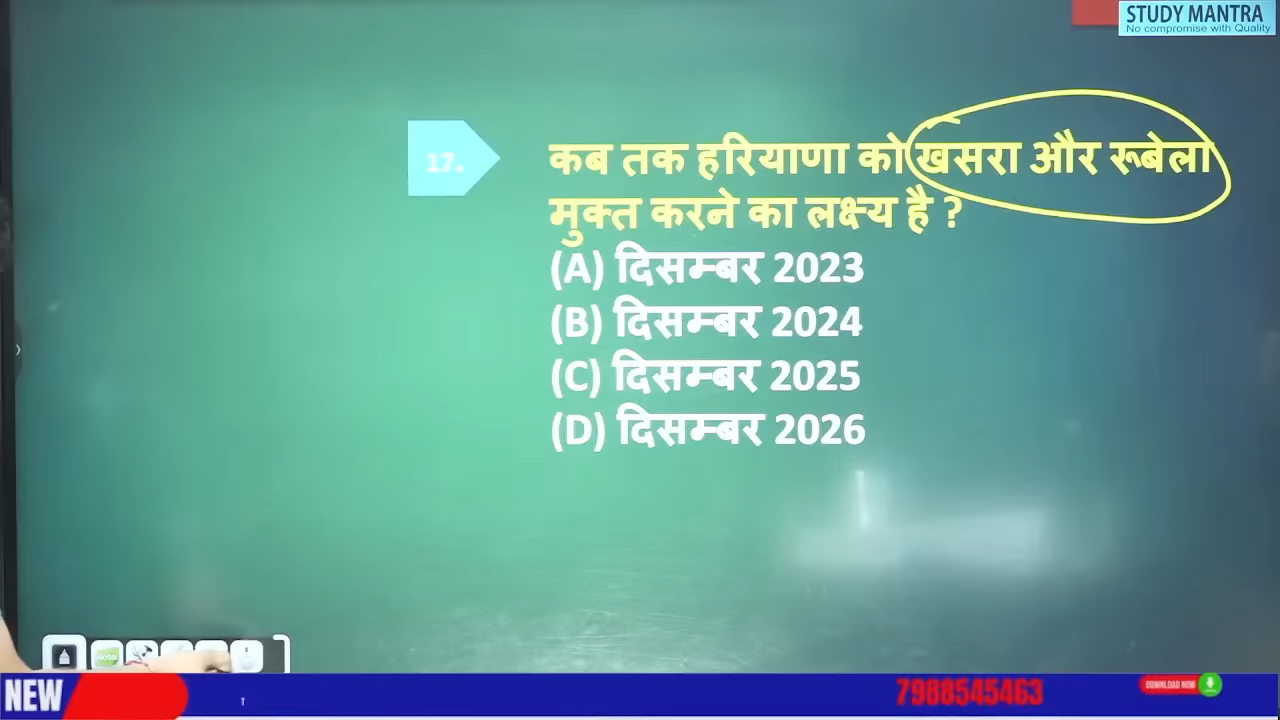 STUDY MANTRA
No compromise with Quality
17.
कब तक हरियाणा को खसरा और रूबेला
मुक्त करने का लक्ष्य है ?
(A) दिसम्बर 2023
(B) दिसम्बर 2024
(C) दिसम्बर 2025
(D) दिसम्बर 2026
Note
NEW
7988545463
DOWNLOAD NOW